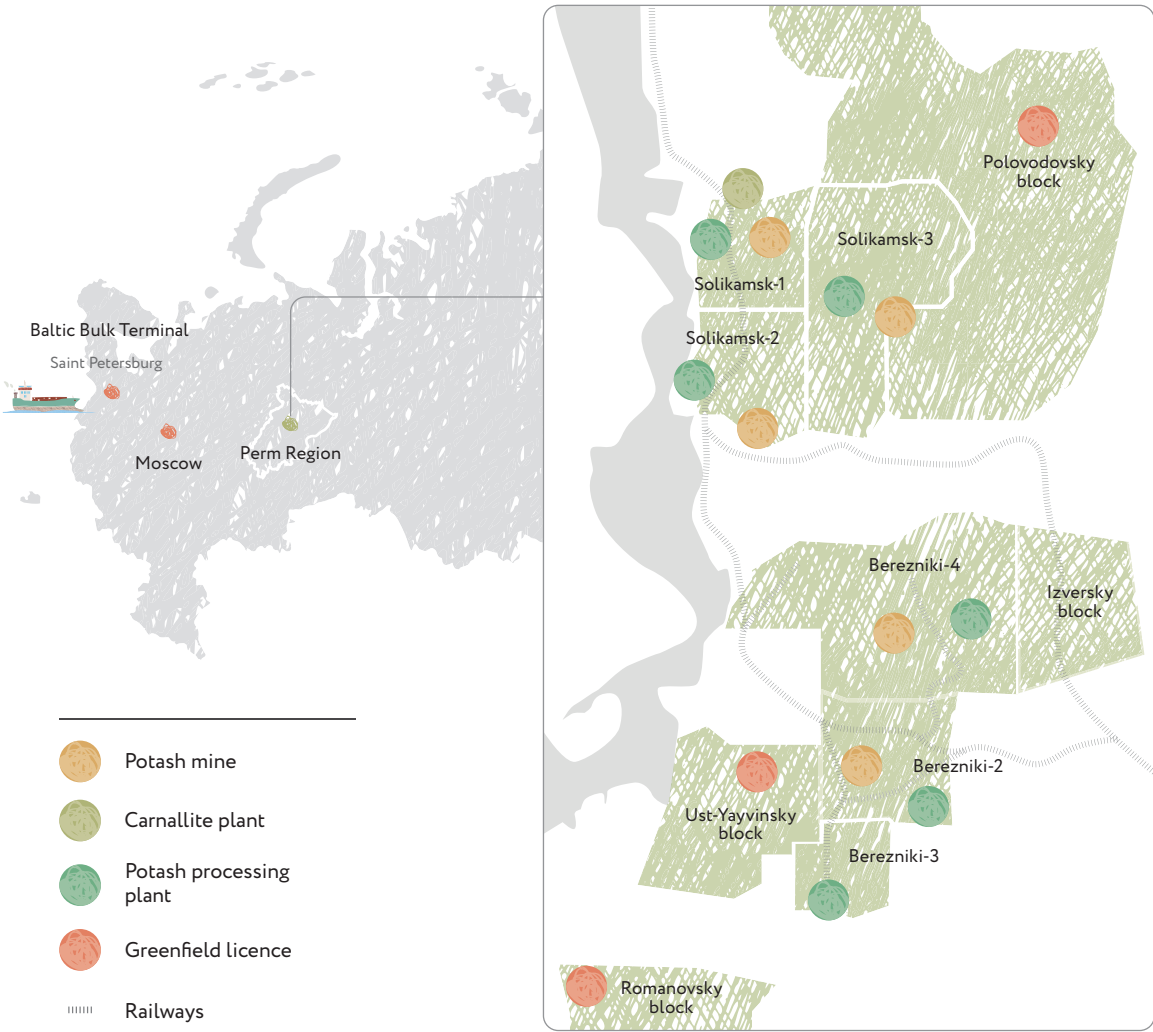 Baltic Bulk Terminal
Saint Petersburg
Moscow
Perm Region
Potash mine
Carnallite plant
Potash processing
plant
Greenfield licence
Railways
Polovodovsky
block
Solikamsk-3
Solikamsk-1
Solikamsk-2
Berezniki-4
Izversky
block
Berezniki-2
Ust-Yayvinsky
block
Berezniki-3
Romanovsky
block